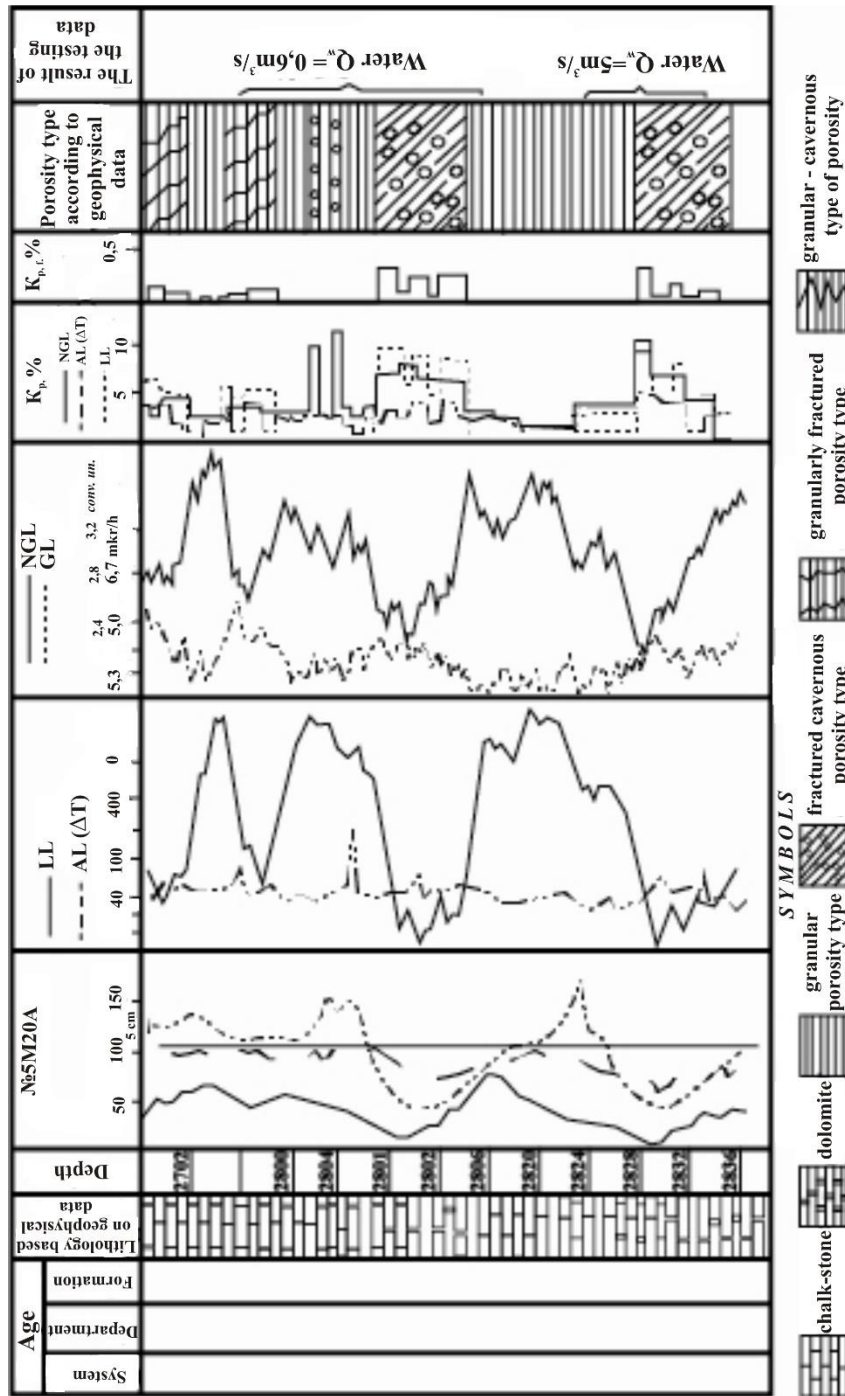 Age
System
Department
Formation
Lithology based
on geophysical
data
Depth
№5M20A
50
100
150
5 cm
LL
AL (ΔT)
40
100
400
0
NGL
GL
5,3
2,4
5,0
2,8
6,7 mkr/h
3,2
conv. un.
Kp, %
NGL
AL (ΔT)
LL
5
10
Kp, f. %
0,5
Porosity type
according to
geophysical
data
The result of
the testing
data
2702
2800
2804
2801
2802
2806
2820
2824
2828
2832
2836
Water Qw = 0,6m³/s
Water Qw=5m³/s
SYMBOLS
chalk-stone
dolomite
granular
porosity type
fractured cavernous
porosity type
granularly fractured
porosity type
granular - cavernous
type of porosity